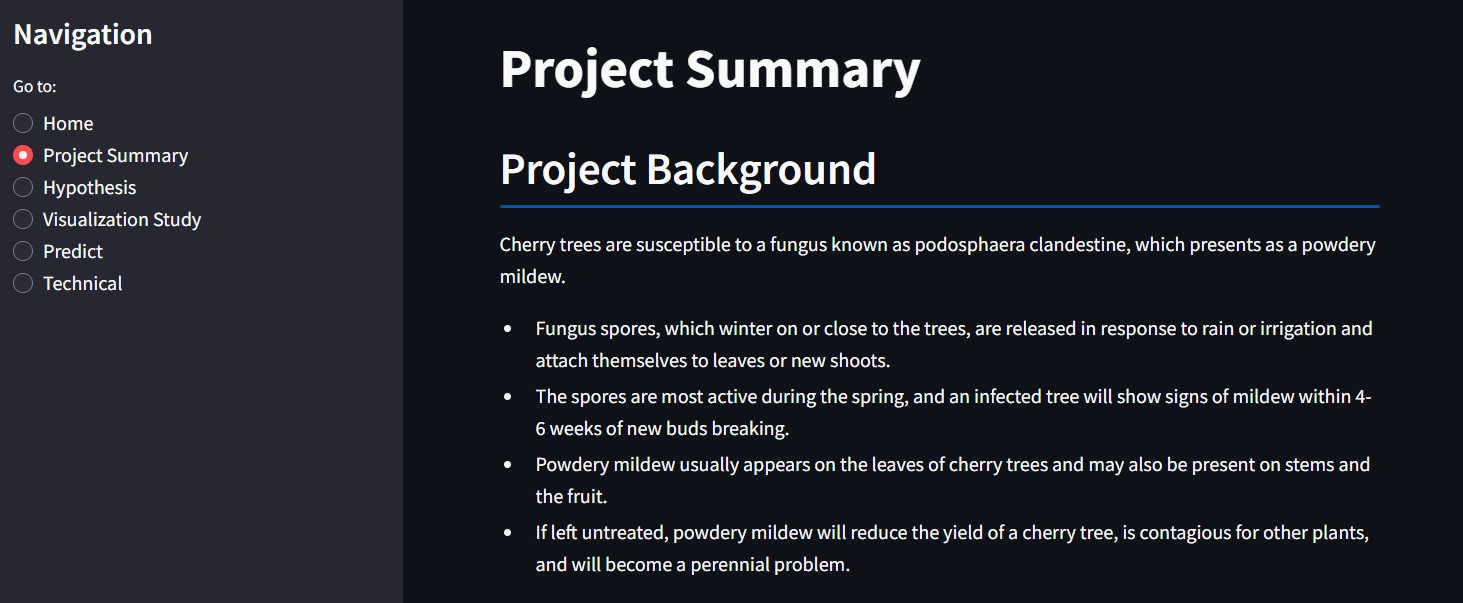 Navigation
Go to:
Home
Project Summary
Hypothesis
Visualization Study
Predict
Technical
Project Summary
Project Background
Cherry trees are susceptible to a fungus known as podosphaera clandestine, which presents as a powdery
mildew.
Fungus spores, which winter on or close to the trees, are released in response to rain or irrigation and
attach themselves to leaves or new shoots.
The spores are most active during the spring, and an infected tree will show signs of mildew within 4-
6 weeks of new buds breaking.
Powdery mildew usually appears on the leaves of cherry trees and may also be present on stems and
the fruit.
If left untreated, powdery mildew will reduce the yield of a cherry tree, is contagious for other plants,
and will become a perennial problem.